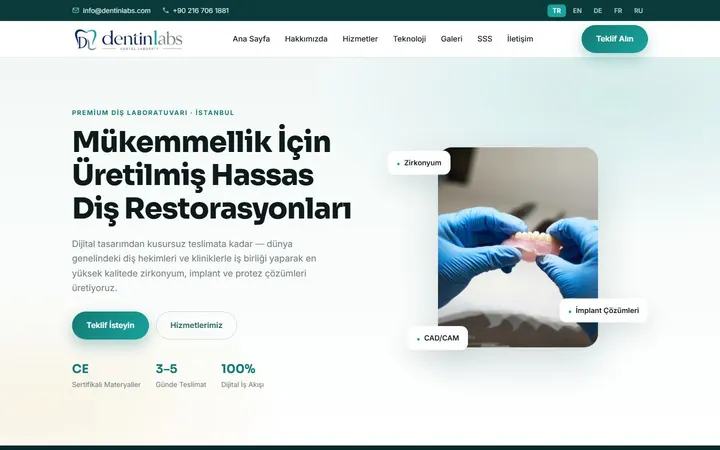 info@dentinlabs.com +90 216 706 1881 TR EN DE FR RU
dentinlabs
DENTAL LABORATORY
Ana Sayfa Hakkımızda Hizmetler Teknoloji Galeri SSS İletişim Teklif Alın
PREMİUM DİŞ LABORATUVARI · İSTANBUL
Mükemmellik İçin
Üretilmiş Hassas
Diş Restorasyonları
Dijital tasarımdan kusursuz teslimata kadar — dünya
genelindeki diş hekimleri ve kliniklerle iş birliği yaparak en
yüksek kalitede zirkonyum, implant ve protez çözümleri
üretiyoruz.
Teklif İsteyin Hizmetlerimiz
CE 3–5 100%
Sertifikalı Materyaller Günde Teslimat Dijital İş Akışı
Zirkonyum
İmplant Çözümleri
CAD/CAM